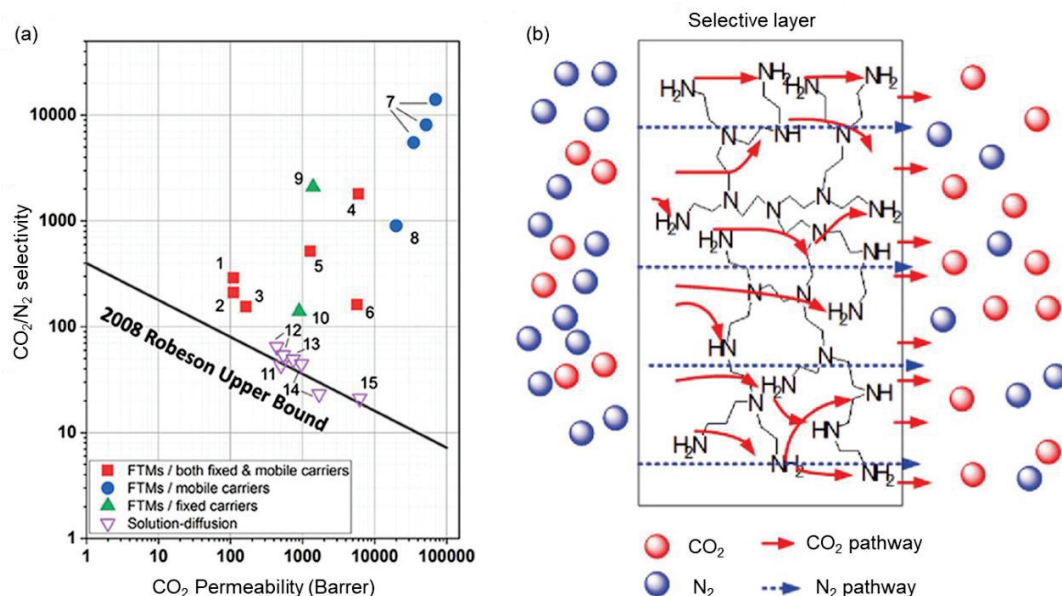 (a)
CO₂/N₂ selectivity
10000
1000
100
10
1
7
9
4
8
5
1
2
3
10
6
12
13
11
14
15
2008 Robeson Upper Bound
FTMs / both fixed & mobile carriers
FTMs / mobile carriers
FTMs / fixed carriers
Solution-diffusion
1 10 100 1000 10000 100000
CO₂ Permeability (Barrer)
(b)
Selective layer
H₂N NH₂ H₂N NH₂
N NH N
N N
H₂N N NH₂
H₂N N NH
N N NH₂
HN N
H₂N NH
N HN
H₂N NH₂ NH₂
CO₂ CO₂ pathway
N₂ N₂ pathway